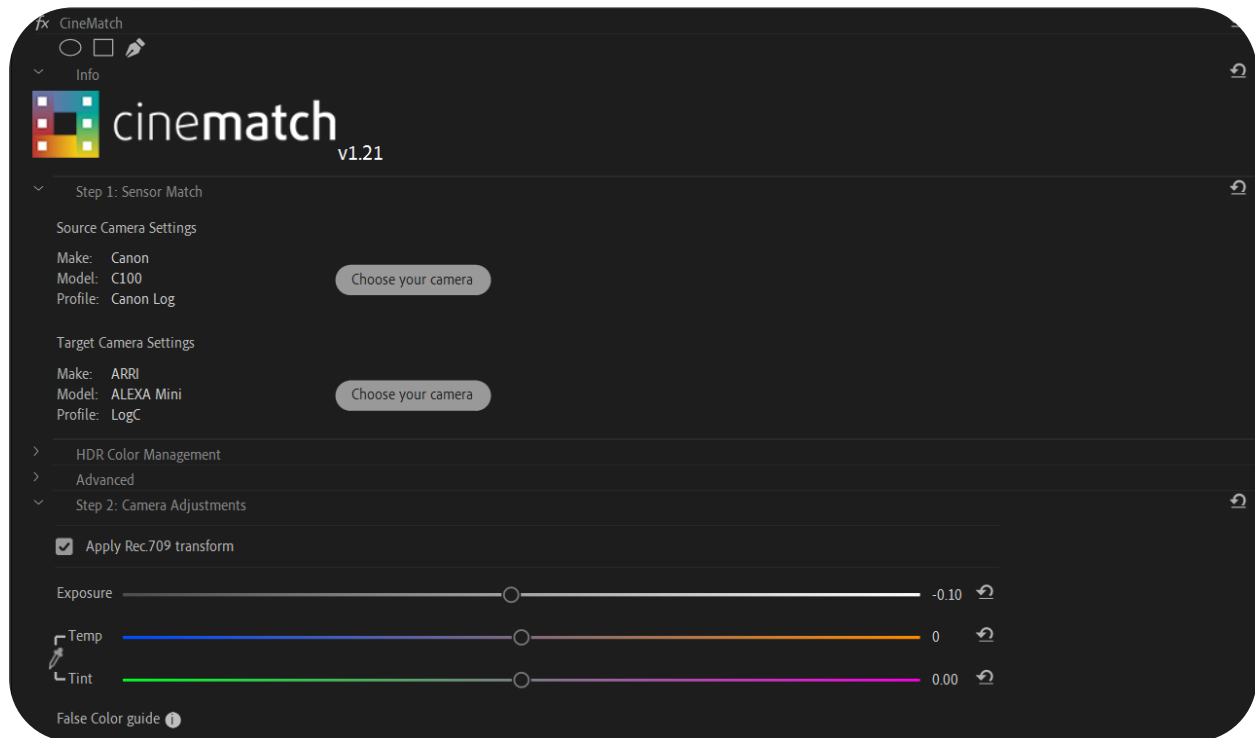 fx CineMatch
Info
cinematch
v1.21
Step 1: Sensor Match
Source Camera Settings
Make: Canon
Model: C100
Profile: Canon Log
Choose your camera
Target Camera Settings
Make: ARRI
Model: ALEXA Mini
Profile: LogC
Choose your camera
HDR Color Management
Advanced
Step 2: Camera Adjustments
Apply Rec.709 transform
Exposure -0.10
Temp 0
Tint 0.00
False Color guide i